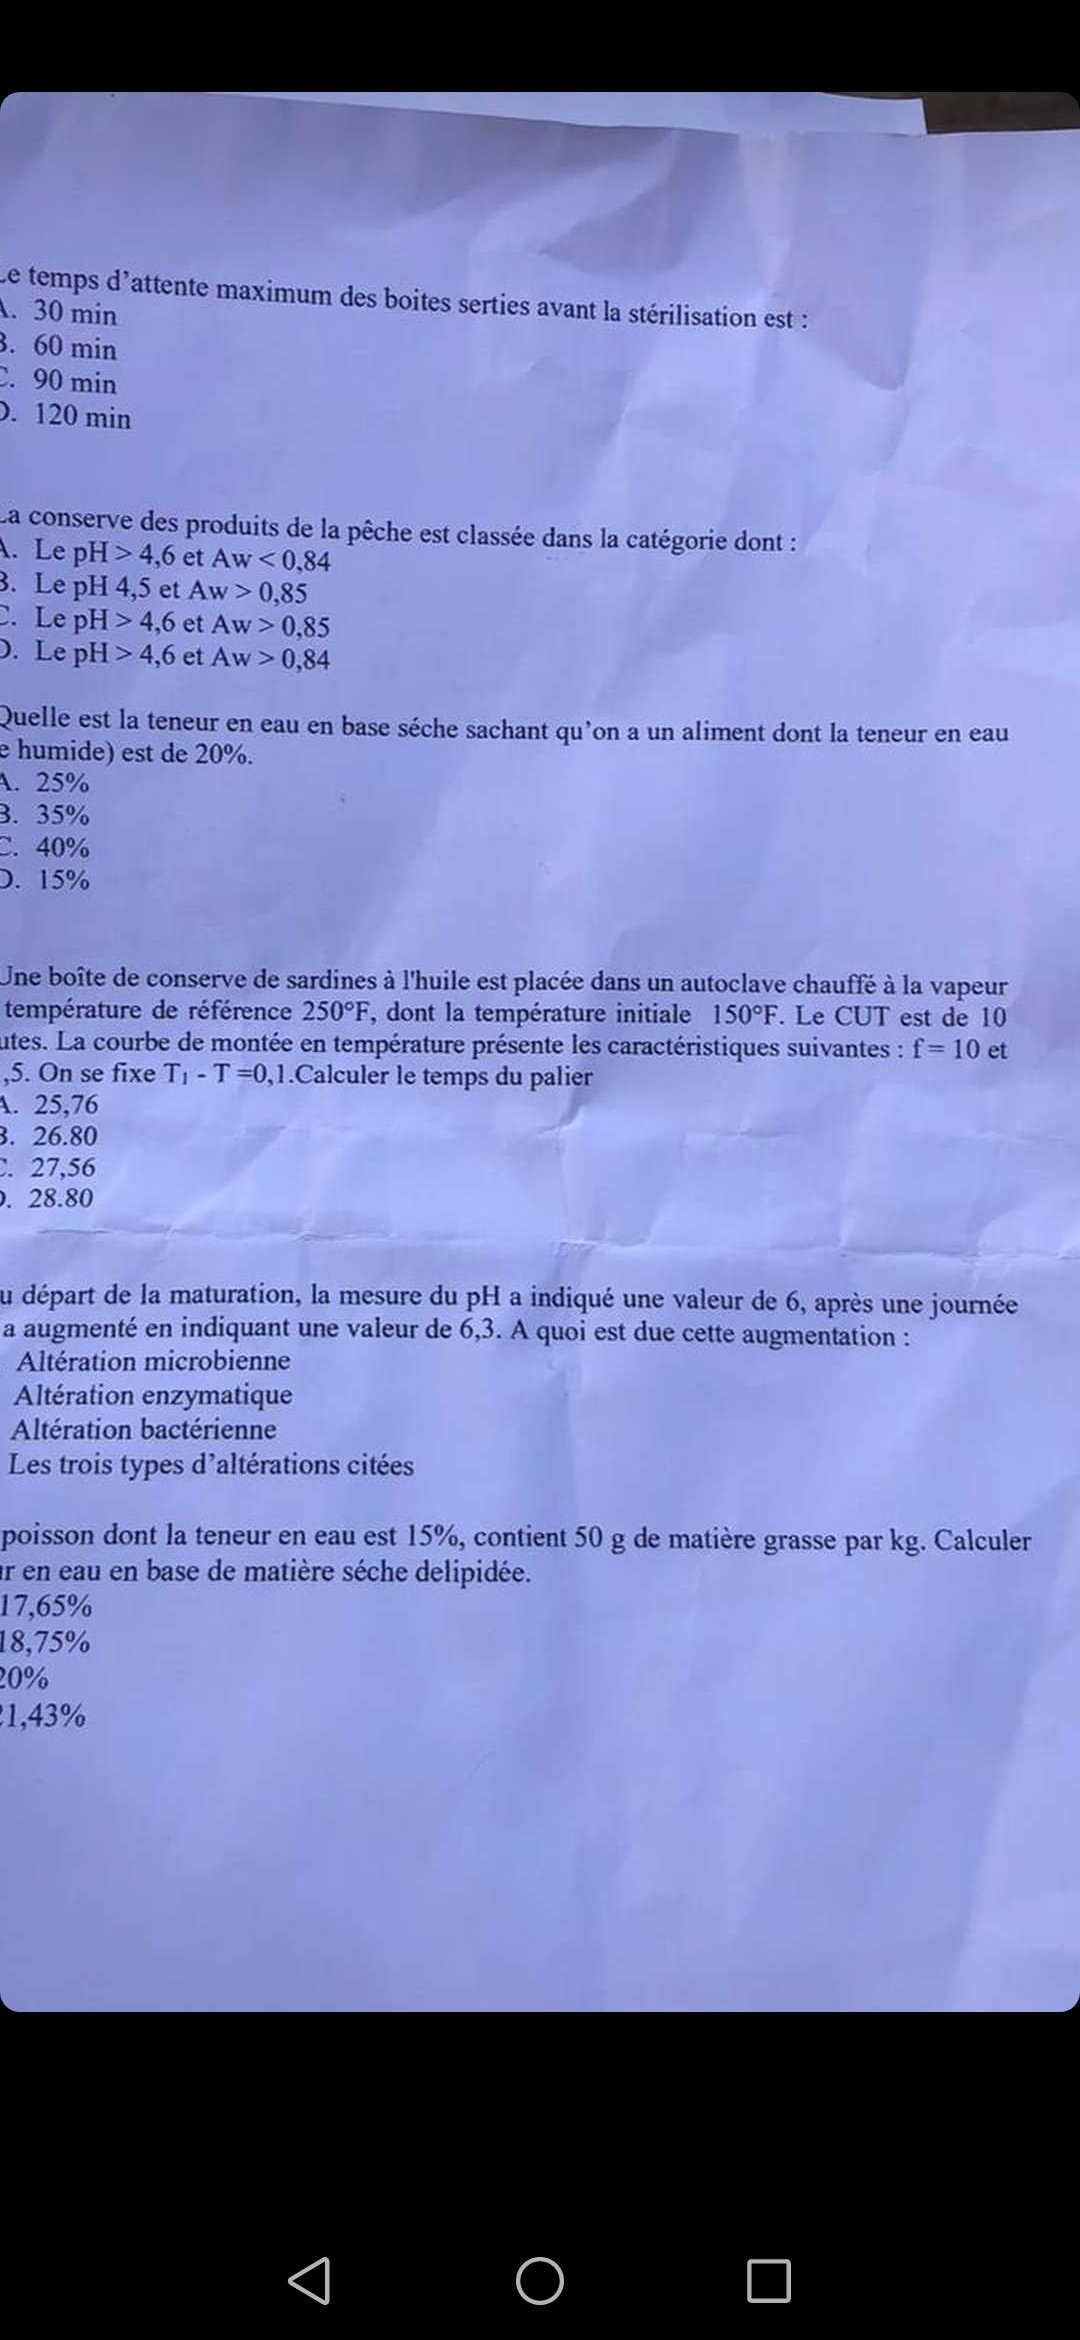 Le temps d'attente maximum des boites serties avant la stérilisation est :
A. 30 min
B. 60 min
C. 90 min
D. 120 min
La conserve des produits de la pêche est classée dans la catégorie dont :
A. Le pH > 4,6 et Aw < 0,84
B. Le pH 4,5 et Aw > 0,85
C. Le pH > 4,6 et Aw > 0,85
D. Le pH > 4,6 et Aw > 0,84
Quelle est la teneur en eau en base séche sachant qu'on a un aliment dont la teneur en eau
e humide) est de 20%.
A. 25%
B. 35%
C. 40%
D. 15%
Une boîte de conserve de sardines à l'huile est placée dans un autoclave chauffé à la vapeur
température de référence 250°F, dont la température initiale 150°F. Le CUT est de 10
utes. La courbe de montée en température présente les caractéristiques suivantes : f= 10 et
,5. On se fixe T₁ - T =0,1.Calculer le temps du palier
A. 25,76
B. 26.80
C. 27,56
D. 28.80
u départ de la maturation, la mesure du pH a indiqué une valeur de 6, après une journée
a augmenté en indiquant une valeur de 6,3. A quoi est due cette augmentation :
Altération microbienne
Altération enzymatique
Altération bactérienne
Les trois types d'altérations citées
poisson dont la teneur en eau est 15%, contient 50 g de matière grasse par kg. Calculer
ur en eau en base de matière séche delipidée.
17,65%
18,75%
20%
21,43%